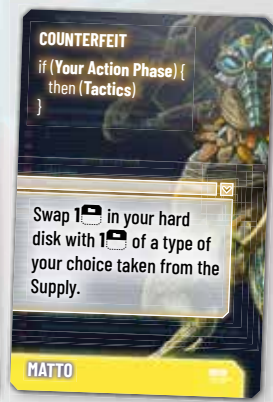 COUNTERFEIT
if (Your Action Phase) {
then (Tactics)
}
Swap 1 in your hard
disk with 1 of a type of
your choice taken from the
Supply.
MATTO